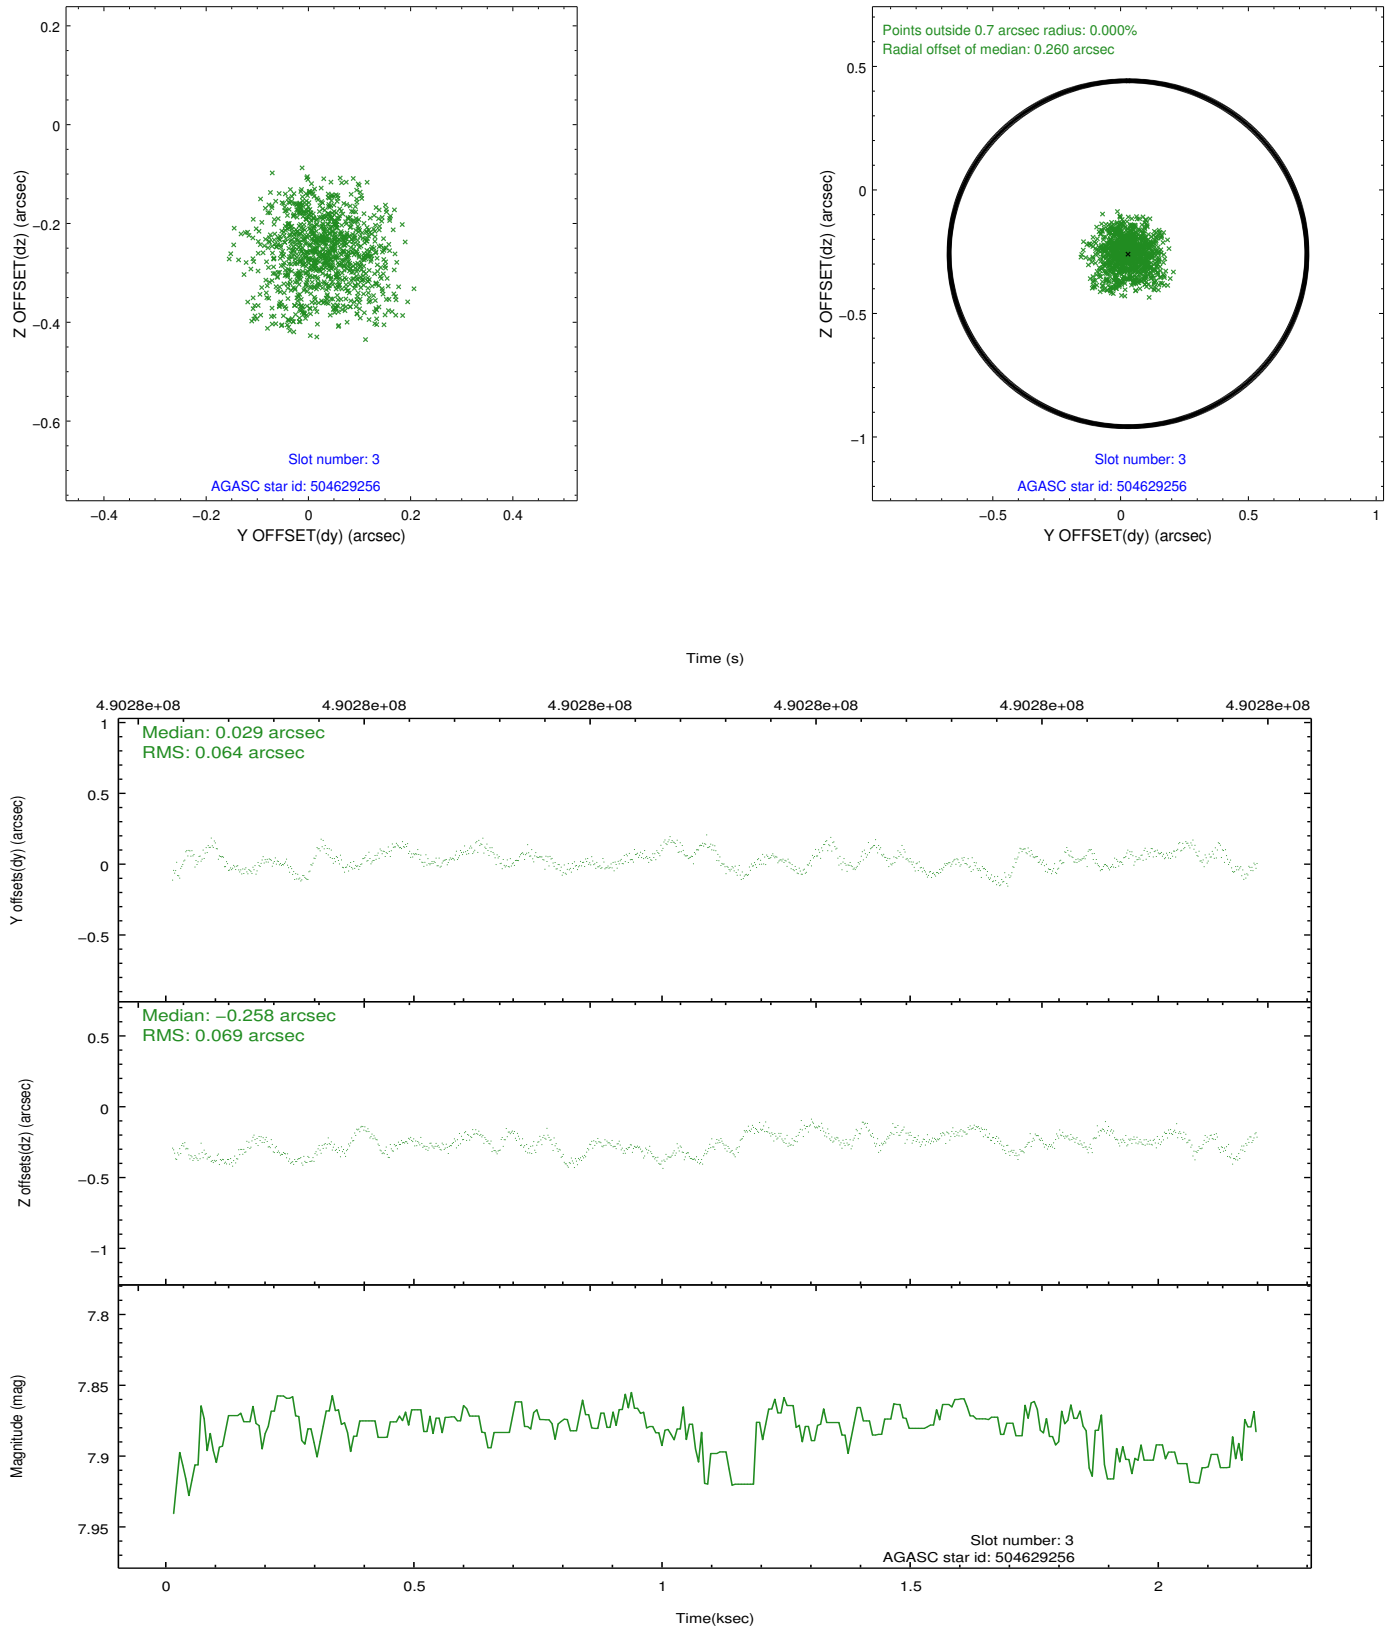 0.2
0
−0.2
−0.4
−0.6
Z OFFSET(dz) (arcsec)
Slot number: 3
AGASC star id: 504629256
−0.4 −0.2 0 0.2 0.4
Y OFFSET(dy) (arcsec)
Points outside 0.7 arcsec radius: 0.000%
Radial offset of median: 0.260 arcsec
0.5
0
−0.5
−1
Z OFFSET(dz) (arcsec)
Slot number: 3
AGASC star id: 504629256
−0.5 0 0.5 1
Y OFFSET(dy) (arcsec)
Time (s)
4.9028e+08 4.9028e+08 4.9028e+08 4.9028e+08 4.9028e+08 4.9028e+08
Median: 0.029 arcsec
RMS: 0.064 arcsec
1
0.5
0
−0.5
Y offsets(dy) (arcsec)
Median: −0.258 arcsec
RMS: 0.069 arcsec
0.5
0
−0.5
−1
Z offsets(dz) (arcsec)
7.8
7.85
7.9
7.95
Magnitude (mag)
Slot number: 3
AGASC star id: 504629256
0 0.5 1 1.5 2
Time(ksec)